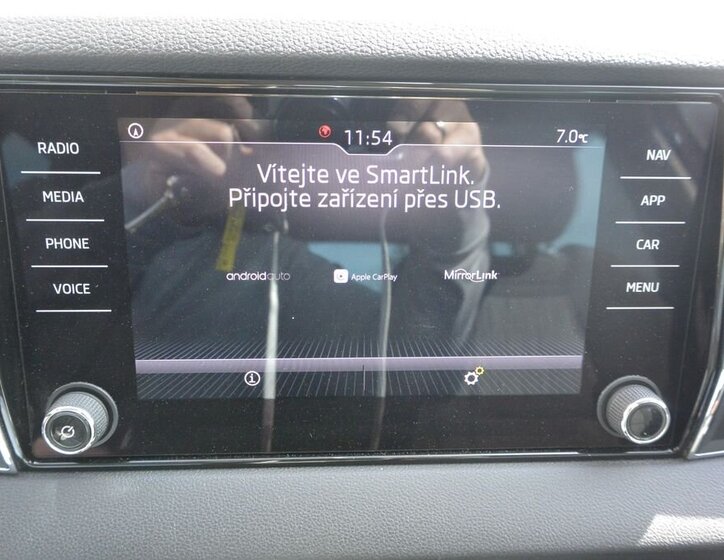 RADIO
MEDIA
PHONE
VOICE
11:54
7.0°C
Vítejte ve SmartLink.
Připojte zařízení přes USB.
androidauto
Apple CarPlay
MirrorLink
NAV
APP
CAR
MENU